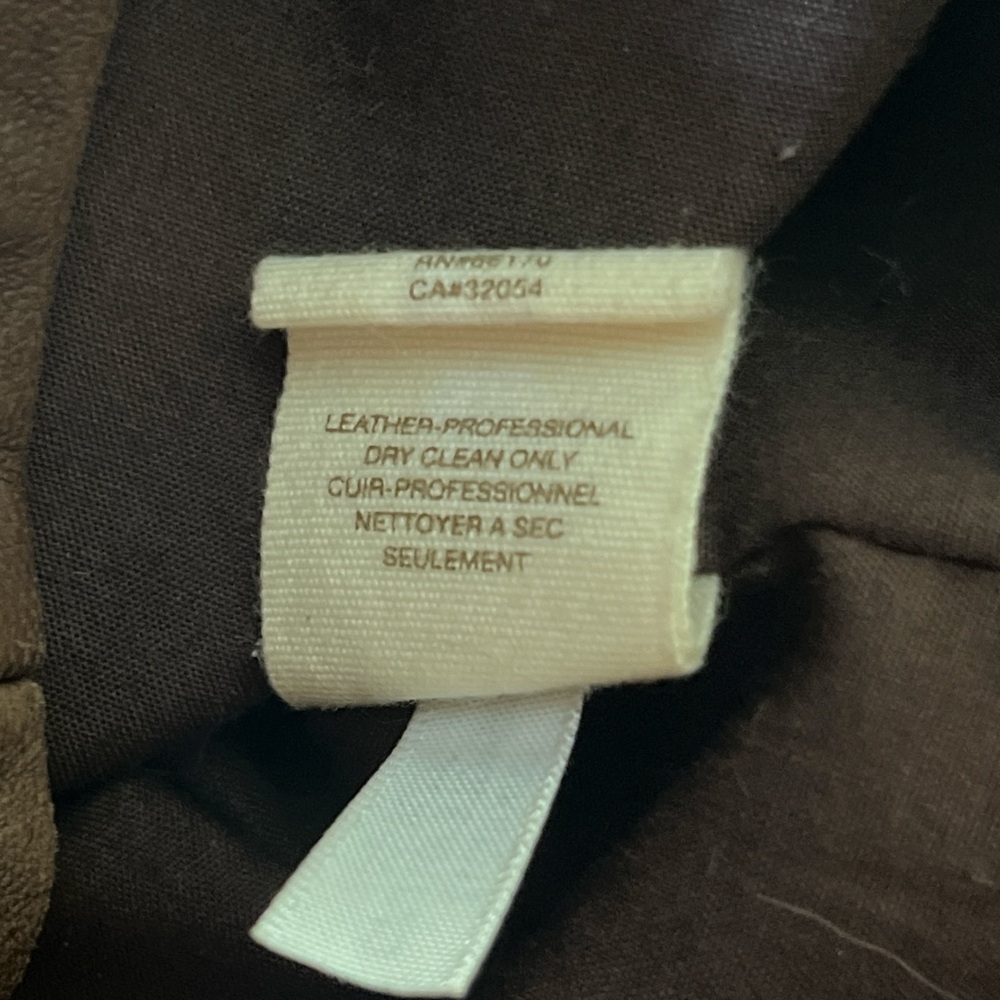 CA#32054
LEATHER-PROFESSIONAL
DRY CLEAN ONLY
CUIR-PROFESSIONNEL
NETTOYER A SEC
SEULEMENT